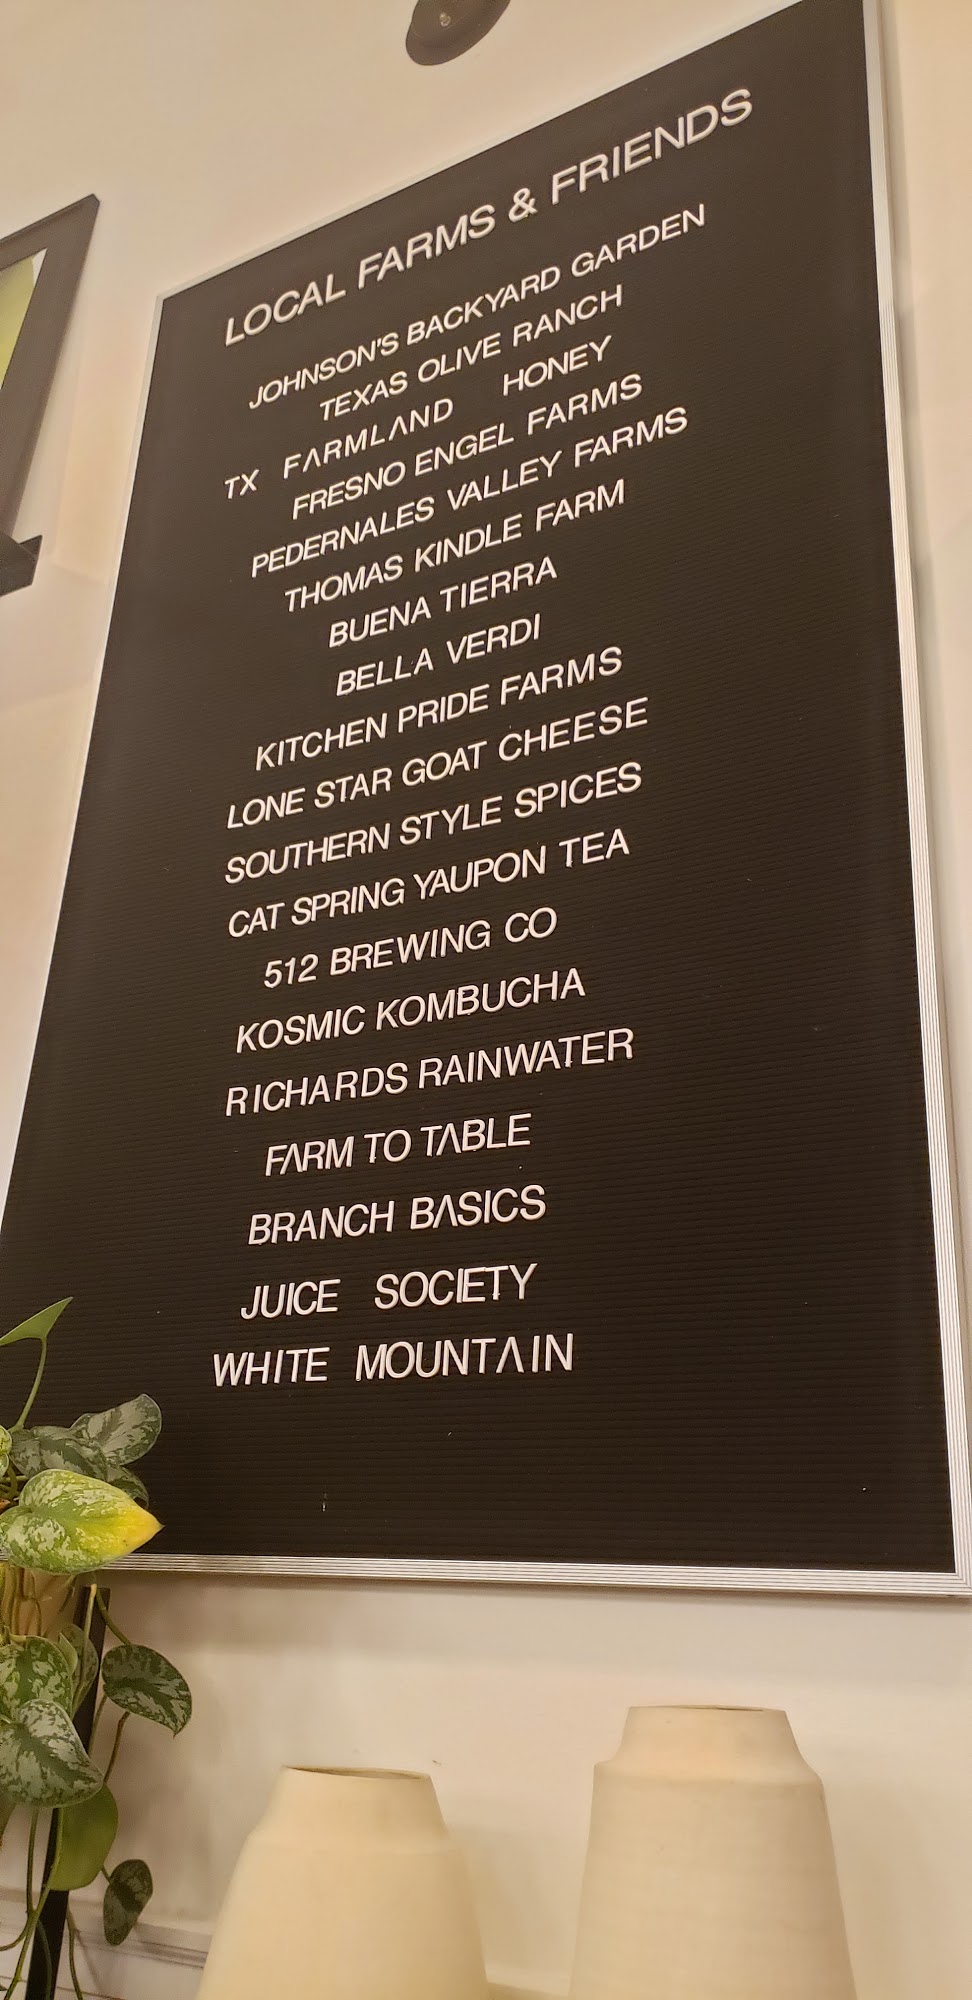 LOCAL FARMS & FRIENDS
JOHNSON'S BACKYARD GARDEN
TEXAS OLIVE RANCH
TX FARMLAND HONEY
FRESNO ENGEL FARMS
PEDERNALES VALLEY FARMS
THOMAS KINDLE FARM
BUENA TIERRA
BELLA VERDI
KITCHEN PRIDE FARMS
LONE STAR GOAT CHEESE
SOUTHERN STYLE SPICES
CAT SPRING YAUPON TEA
512 BREWING CO
KOSMIC KOMBUCHA
RICHARDS RAINWATER
FARM TO TABLE
BRANCH BASICS
JUICE SOCIETY
WHITE MOUNTAIN